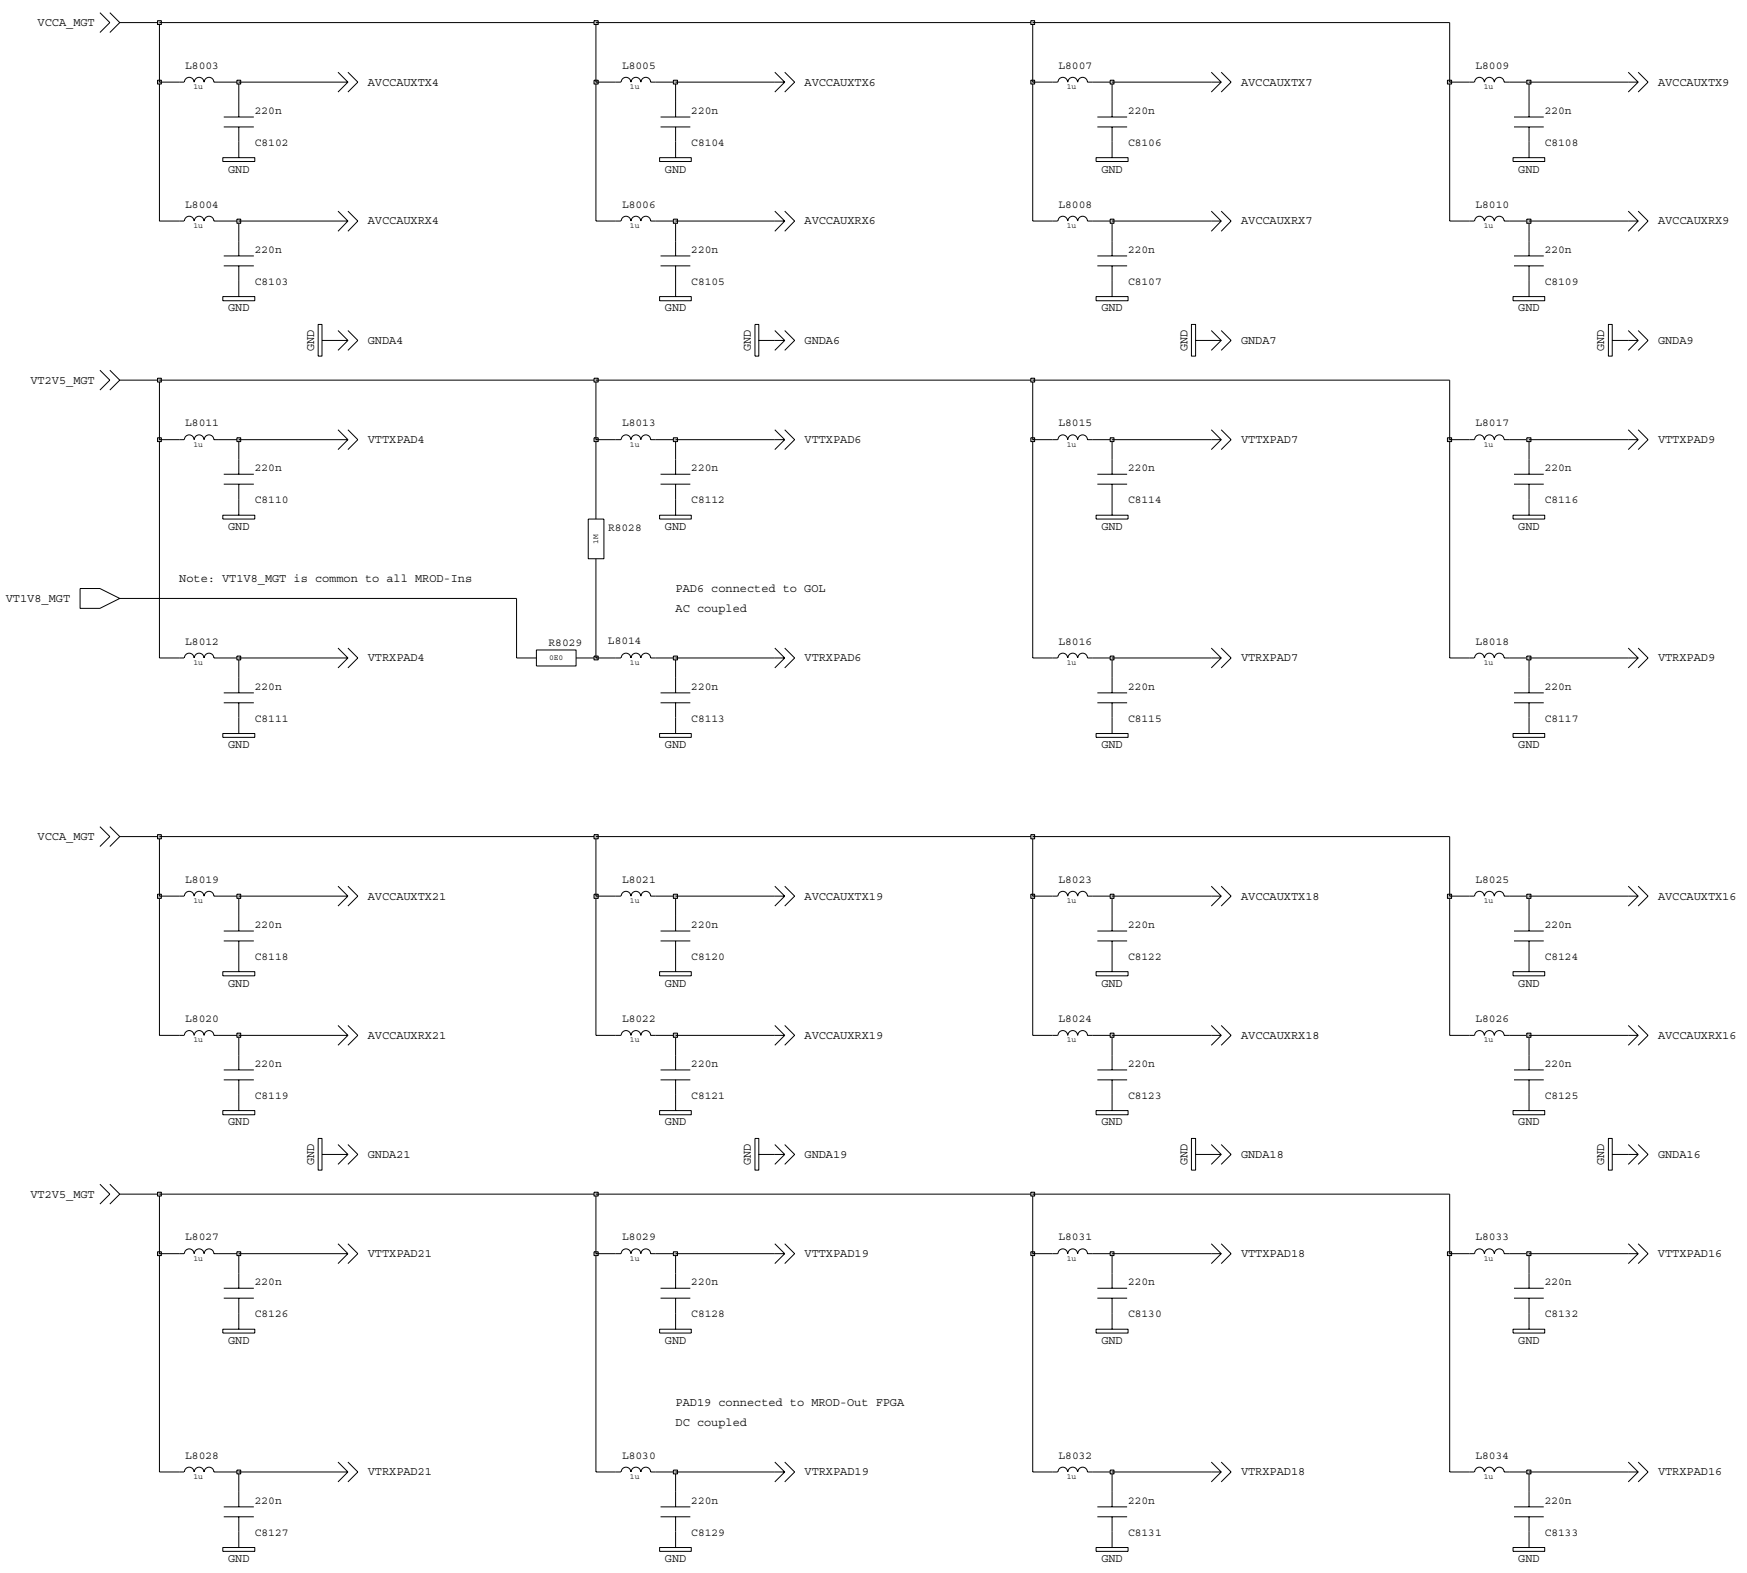 VCCA_MGT
L8003 L8005 L8007 L8009
1u AVCCAUXTX4 1u AVCCAUXTX6 1u AVCCAUXTX7 1u AVCCAUXTX9
220n 220n 220n 220n
C8102 C8104 C8106 C8108
GND GND GND GND
L8004 L8006 L8008 L8010
1u AVCCAUXRX4 1u AVCCAUXRX6 1u AVCCAUXRX7 1u AVCCAUXRX9
220n 220n 220n 220n
C8103 C8105 C8107 C8109
GND GND GND GND
GND GNDA4 GND GNDA6 GND GNDA7 GND GNDA9
VT2V5_MGT
L8011 L8013 L8015 L8017
1u VTTXPAD4 1u VTTXPAD6 1u VTTXPAD7 1u VTTXPAD9
220n 220n 220n 220n
C8110 C8112 C8114 C8116
GND GND GND GND
R8028
1M
Note: VT1V8_MGT is common to all MROD-Ins
PAD6 connected to GOL
VT1V8_MGT
AC coupled
L8012 R8029 L8014 L8016 L8018
1u VTRXPAD4 0E0 1u VTRXPAD6 1u VTRXPAD7 1u VTRXPAD9
220n 220n 220n 220n
C8111 C8113 C8115 C8117
GND GND GND GND
VCCA_MGT
L8019 L8021 L8023 L8025
1u AVCCAUXTX21 1u AVCCAUXTX19 1u AVCCAUXTX18 1u AVCCAUXTX16
220n 220n 220n 220n
C8118 C8120 C8122 C8124
GND GND GND GND
L8020 L8022 L8024 L8026
1u AVCCAUXRX21 1u AVCCAUXRX19 1u AVCCAUXRX18 1u AVCCAUXRX16
220n 220n 220n 220n
C8119 C8121 C8123 C8125
GND GND GND GND
GND GNDA21 GND GNDA19 GND GNDA18 GND GNDA16
VT2V5_MGT
L8027 L8029 L8031 L8033
1u VTTXPAD21 1u VTTXPAD19 1u VTTXPAD18 1u VTTXPAD16
220n 220n 220n 220n
C8126 C8128 C8130 C8132
GND GND GND GND
PAD19 connected to MROD-Out FPGA
DC coupled
L8028 L8030 L8032 L8034
1u VTRXPAD21 1u VTRXPAD19 1u VTRXPAD18 1u VTRXPAD16
220n 220n 220n 220n
C8127 C8129 C8131 C8133
GND GND GND GND